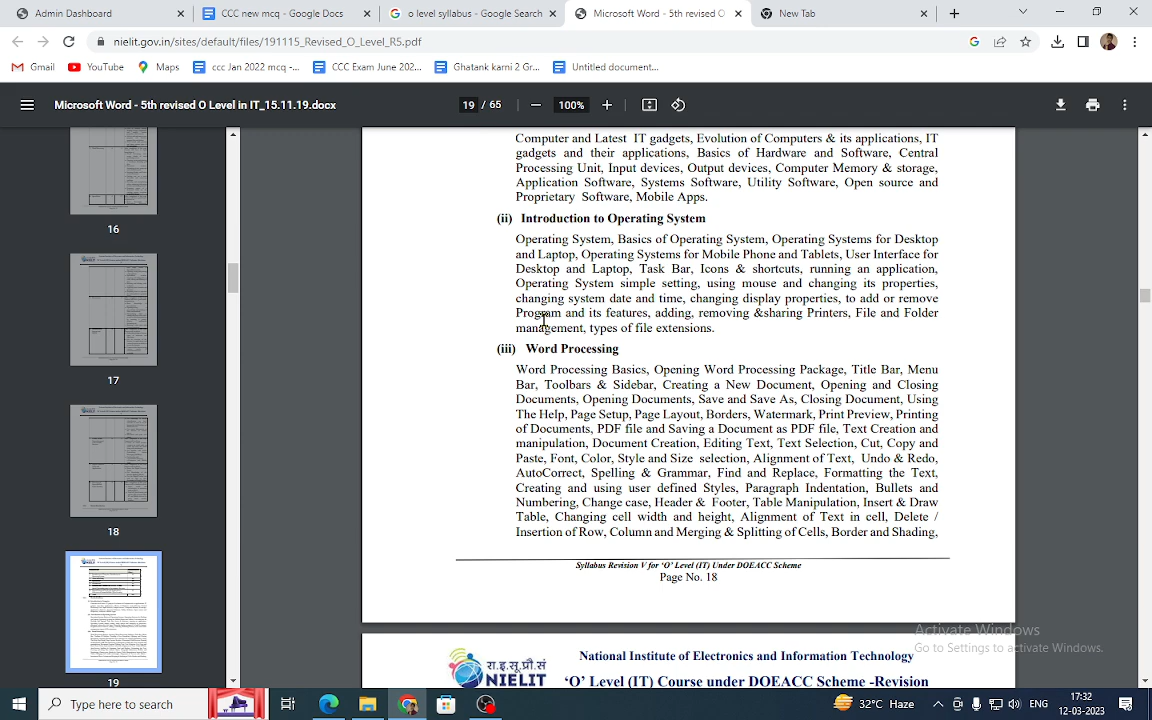 Admin Dashboard
CCC new mcq - Google Docs
o level syllabus - Google Search
Microsoft Word - 5th revised O
New Tab
nielit.gov.in/sites/default/files/191115_Revised_O_Level_R5.pdf
Gmail
YouTube
Maps
ccc Jan 2022 mcq -...
CCC Exam June 202...
Ghatank karni 2 Gr...
Untitled document...
Microsoft Word - 5th revised O Level in IT_15.11.19.docx
19 / 65
100%
16
17
18
19
Computer and Latest IT gadgets, Evolution of Computers & its applications, IT
gadgets and their applications, Basics of Hardware and Software, Central
Processing Unit, Input devices, Output devices, Computer Memory & storage,
Application Software, Systems Software, Utility Software, Open source and
Proprietary Software, Mobile Apps.
(ii) Introduction to Operating System
Operating System, Basics of Operating System, Operating Systems for Desktop
and Laptop, Operating Systems for Mobile Phone and Tablets, User Interface for
Desktop and Laptop, Task Bar, Icons & shortcuts, running an application,
Operating System simple setting, using mouse and changing its properties,
changing system date and time, changing display properties, to add or remove
Program and its features, adding, removing &sharing Printers, File and Folder
management, types of file extensions.
(iii) Word Processing
Word Processing Basics, Opening Word Processing Package, Title Bar, Menu
Bar, Toolbars & Sidebar, Creating a New Document, Opening and Closing
Documents, Opening Documents, Save and Save As, Closing Document, Using
The Help, Page Setup, Page Layout, Borders, Watermark, Print Preview, Printing
of Documents, PDF file and Saving a Document as PDF file, Text Creation and
manipulation, Document Creation, Editing Text, Text Selection, Cut, Copy and
Paste, Font, Color, Style and Size selection, Alignment of Text, Undo & Redo,
AutoCorrect, Spelling & Grammar, Find and Replace, Formatting the Text,
Creating and using user defined Styles, Paragraph Indentation, Bullets and
Numbering, Change case, Header & Footer, Table Manipulation, Insert & Draw
Table, Changing cell width and height, Alignment of Text in cell, Delete /
Insertion of Row, Column and Merging & Splitting of Cells, Border and Shading,
Syllabus Revision V for 'O' Level (IT) Under DOEACC Scheme
Page No. 18
Activate Windows
Go to Settings to activate Windows.
रा.इ.सू.प्रौ.सं
NIELIT
National Institute of Electronics and Information Technology
'O' Level (IT) Course under DOEACC Scheme -Revision
Type here to search
32°C Haze
ENG
17:32
12-03-2023